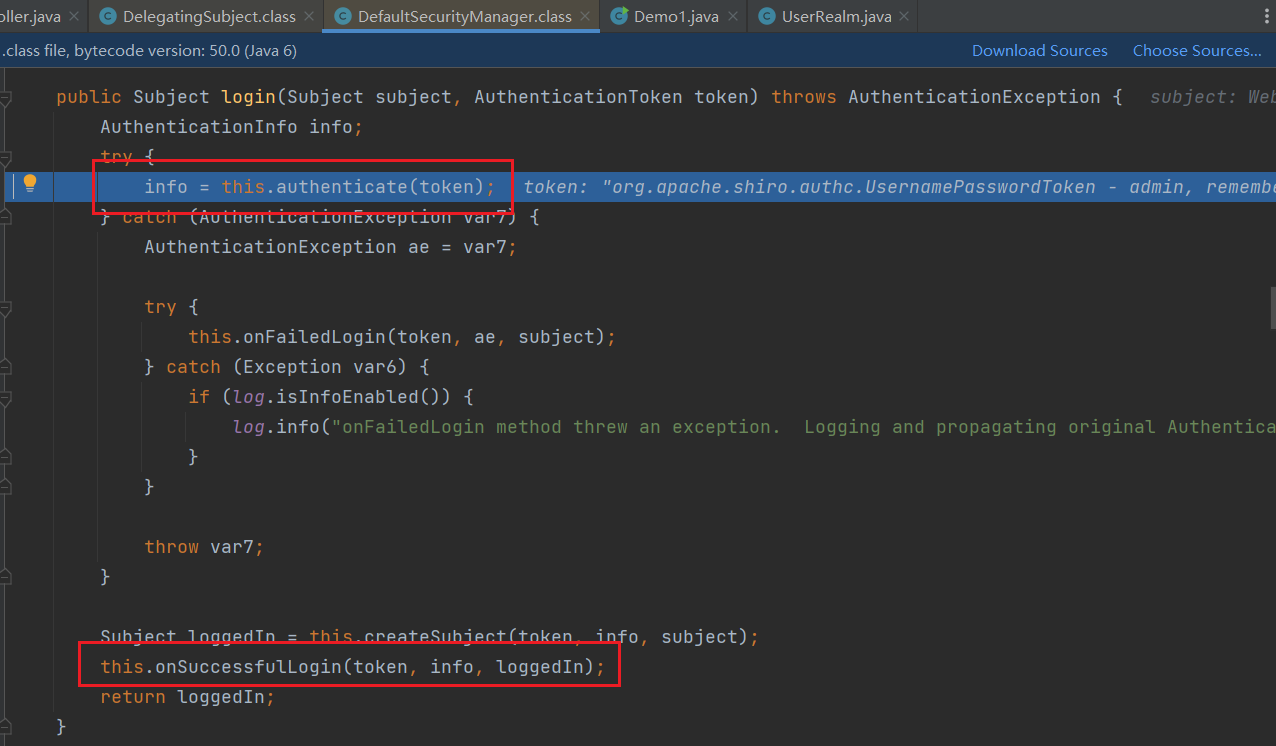 oller.java
DelegatingSubject.class
DefaultSecurityManager.class
Demo1.java
UserRealm.java
.class file, bytecode version: 50.0 (Java 6)
Download Sources
Choose Sources...
public Subject login(Subject subject, AuthenticationToken token) throws AuthenticationException {   subject: Web
AuthenticationInfo info;
try {
info = this.authenticate(token);   token: "org.apache.shiro.authc.UsernamePasswordToken - admin, remembe
} catch (AuthenticationException var7) {
AuthenticationException ae = var7;
try {
this.onFailedLogin(token, ae, subject);
} catch (Exception var6) {
if (log.isInfoEnabled()) {
log.info("onFailedLogin method threw an exception.  Logging and propagating original Authentica
}
}
throw var7;
}
Subject loggedIn = this.createSubject(token, info, subject);
this.onSuccessfulLogin(token, info, loggedIn);
return loggedIn;
}